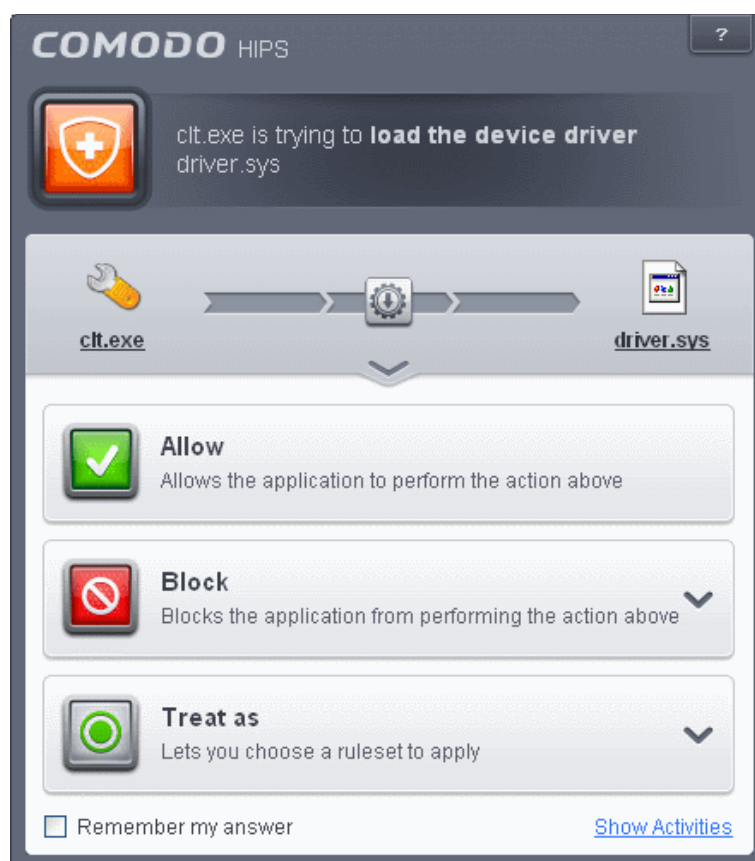 COMODO HIPS
?
clt.exe is trying to load the device driver
driver.sys
clt.exe
driver.sys
Allow
Allows the application to perform the action above
Block
Blocks the application from performing the action above
Treat as
Lets you choose a ruleset to apply
Remember my answer
Show Activities